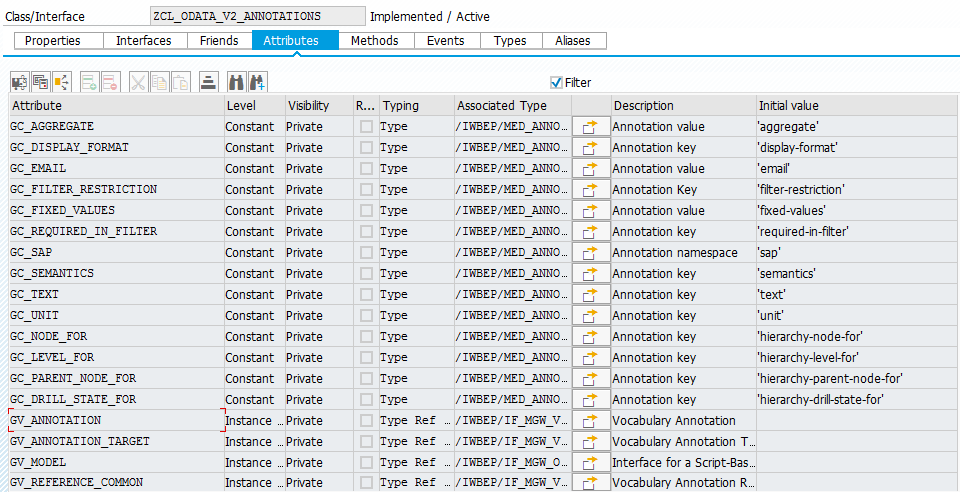 Class/Interface ZCL_ODATA_V2_ANNOTATIONS Implemented / Active
Properties Interfaces Friends Attributes Methods Events Types Aliases
Filter
Attribute Level Visibility R... Typing Associated Type Description Initial value
GC_AGGREGATE Constant Private Type /IWBEP/MED_ANNO... Annotation value 'aggregate'
GC_DISPLAY_FORMAT Constant Private Type /IWBEP/MED_ANNO... Annotation key 'display-format'
GC_EMAIL Constant Private Type /IWBEP/MED_ANNO... Annotation value 'email'
GC_FILTER_RESTRICTION Constant Private Type /IWBEP/MED_ANNO... Annotation Key 'filter-restriction'
GC_FIXED_VALUES Constant Private Type /IWBEP/MED_ANNO... Annotation value 'fixed-values'
GC_REQUIRED_IN_FILTER Constant Private Type /IWBEP/MED_ANNO... Annotation key 'required-in-filter'
GC_SAP Constant Private Type /IWBEP/MED_ANNO... Annotation namespace 'sap'
GC_SEMANTICS Constant Private Type /IWBEP/MED_ANNO... Annotation key 'semantics'
GC_TEXT Constant Private Type /IWBEP/MED_ANNO... Annotation key 'text'
GC_UNIT Constant Private Type /IWBEP/MED_ANNO... Annotation key 'unit'
GC_NODE_FOR Constant Private Type /IWBEP/MED_ANNO... Annotation key 'hierarchy-node-for'
GC_LEVEL_FOR Constant Private Type /IWBEP/MED_ANNO... Annotation key 'hierarchy-level-for'
GC_PARENT_NODE_FOR Constant Private Type /IWBEP/MED_ANNO... Annotation key 'hierarchy-parent-node-for'
GC_DRILL_STATE_FOR Constant Private Type /IWBEP/MED_ANNO... Annotation key 'hierarchy-drill-state-for'
GV_ANNOTATION Instance ... Private Type Ref ... /IWBEP/IF_MGW_V... Vocabulary Annotation
GV_ANNOTATION_TARGET Instance ... Private Type Ref ... /IWBEP/IF_MGW_V... Vocabulary Annotation T...
GV_MODEL Instance ... Private Type Ref ... /IWBEP/IF_MGW_O... Interface for a Script-Bas...
GV_REFERENCE_COMMON Instance ... Private Type Ref ... /IWBEP/IF_MGW_V... Vocabulary Annotation R...